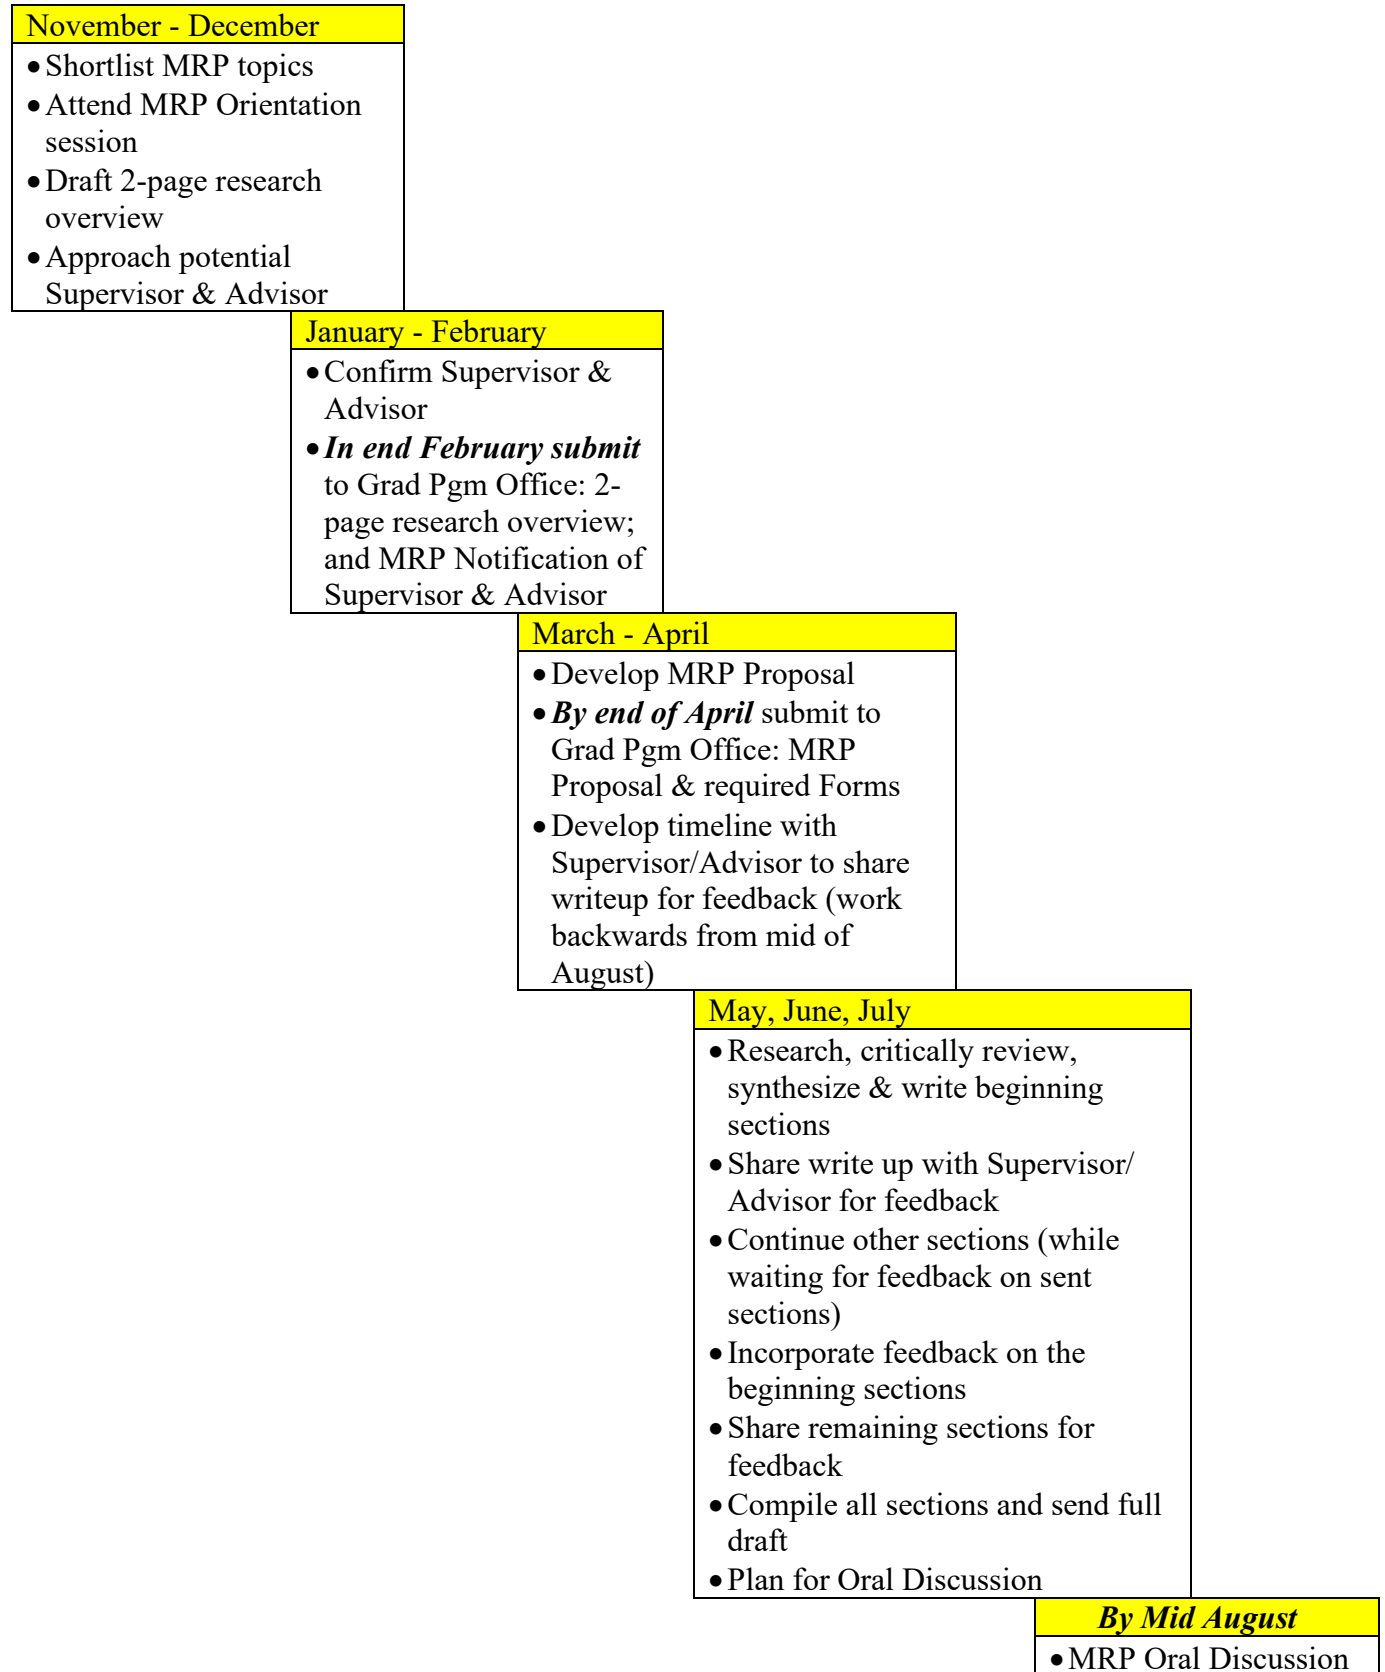 November - December
• Shortlist MRP topics
• Attend MRP Orientation
session
• Draft 2-page research
overview
• Approach potential
Supervisor & Advisor
January - February
• Confirm Supervisor &
Advisor
• In end February submit
to Grad Pgm Office: 2-
page research overview;
and MRP Notification of
Supervisor & Advisor
March - April
• Develop MRP Proposal
• By end of April submit to
Grad Pgm Office: MRP
Proposal & required Forms
• Develop timeline with
Supervisor/Advisor to share
writeup for feedback (work
backwards from mid of
August)
May, June, July
• Research, critically review,
synthesize & write beginning
sections
• Share write up with Supervisor/
Advisor for feedback
• Continue other sections (while
waiting for feedback on sent
sections)
• Incorporate feedback on the
beginning sections
• Share remaining sections for
feedback
• Compile all sections and send full
draft
• Plan for Oral Discussion
By Mid August
• MRP Oral Discussion